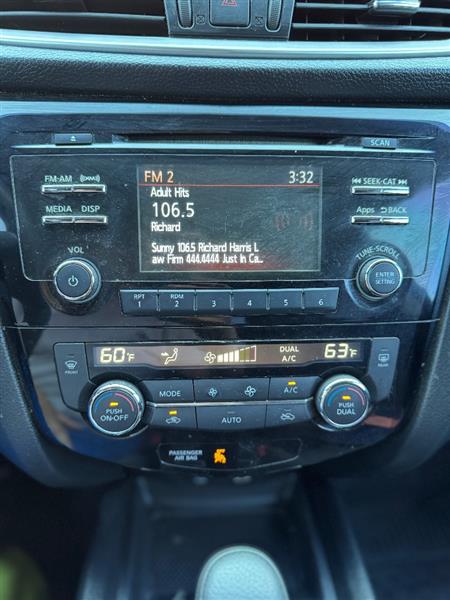 SCAN
FM-AM (XM)
FM 2 3:32
SEEK-CAT
Adult Hits
MEDIA DISP
106.5
Apps BACK
Richard
VOL
Sunny 106.5 Richard Harris L
aw Firm 444.4444 Just In Ca...
TUNE-SCROLL
ENTER
SETTING
RPT RDM
1 2 3 4 5 6
60°F DUAL
A/C 63°F
FRONT
REAR
MODE A/C
PUSH
ON-OFF
AUTO
PUSH
DUAL
PASSENGER
AIR BAG